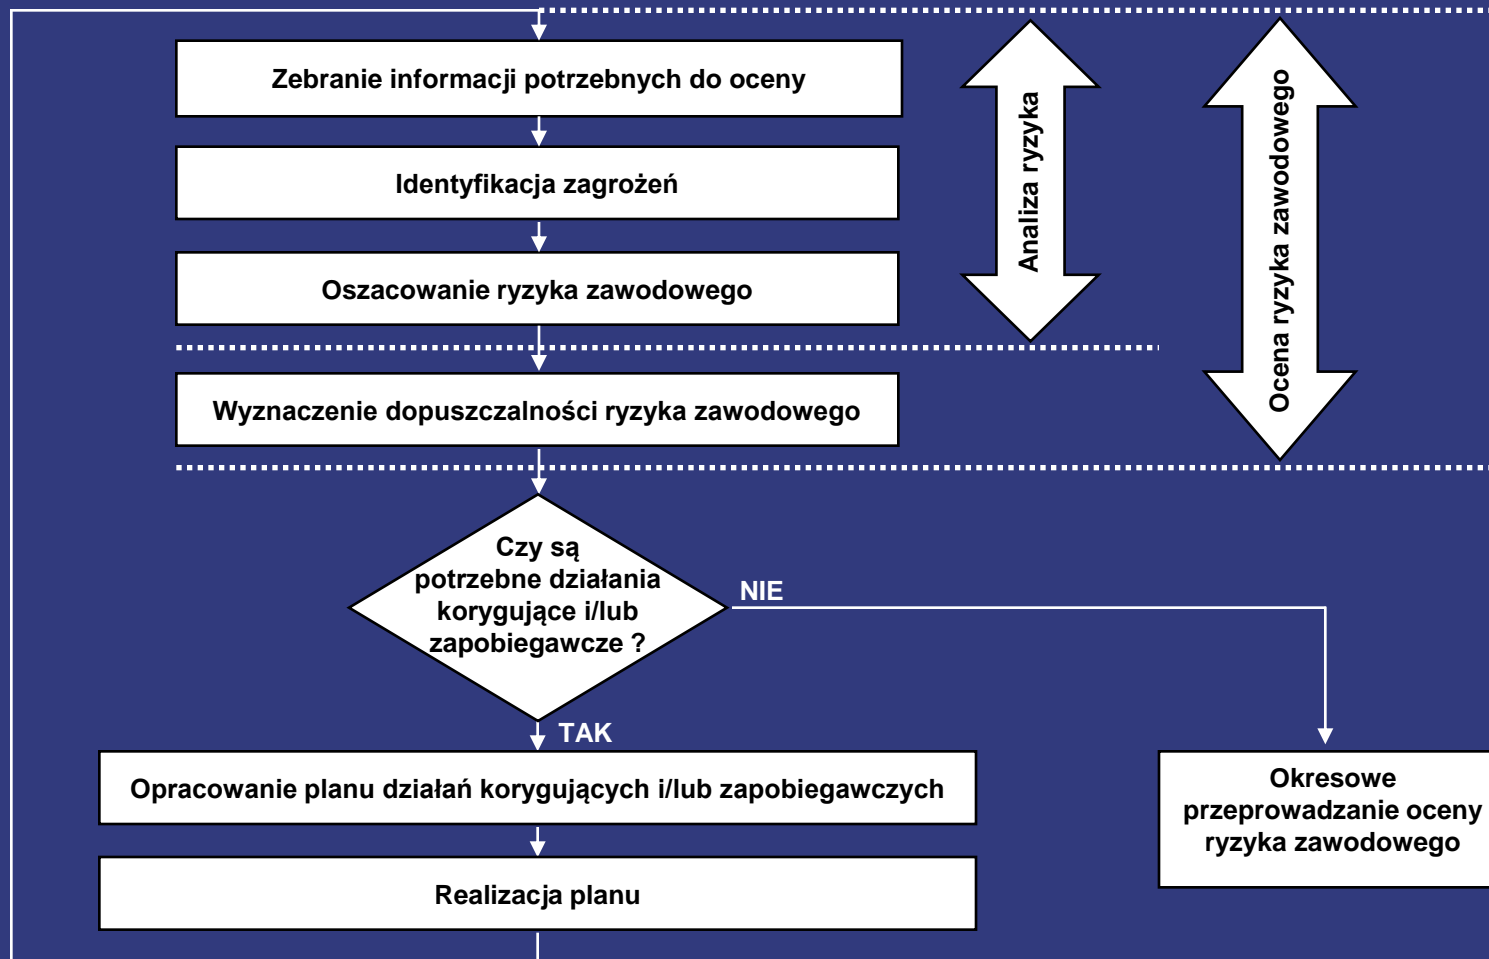 Zebranie informacji potrzebnych do oceny
Identyfikacja zagrożeń
Oszacowanie ryzyka zawodowego
Analiza ryzyka
Ocena ryzyka zawodowego
Wyznaczenie dopuszczalności ryzyka zawodowego
Czy są
potrzebne działania
korygujące i/lub
zapobiegawcze ?
NIE
TAK
Opracowanie planu działań korygujących i/lub zapobiegawczych
Okresowe
przeprowadzanie oceny
ryzyka zawodowego
Realizacja planu